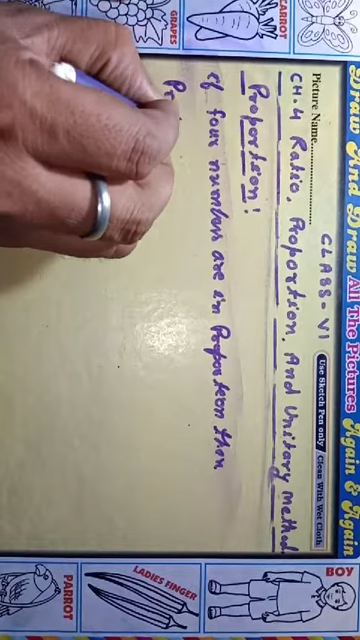 Draw And Draw All The Pictures Again & Again
Picture Name............
CLASS-VI
Use Sketch Pen only
Clean With Wet Cloth
CH.4 Ratio, Proportion, And Unitary method
Proportion!
If four numbers are in Proportion then
GRAPES
CARROT
PARROT
LADIES FINGER
BOY